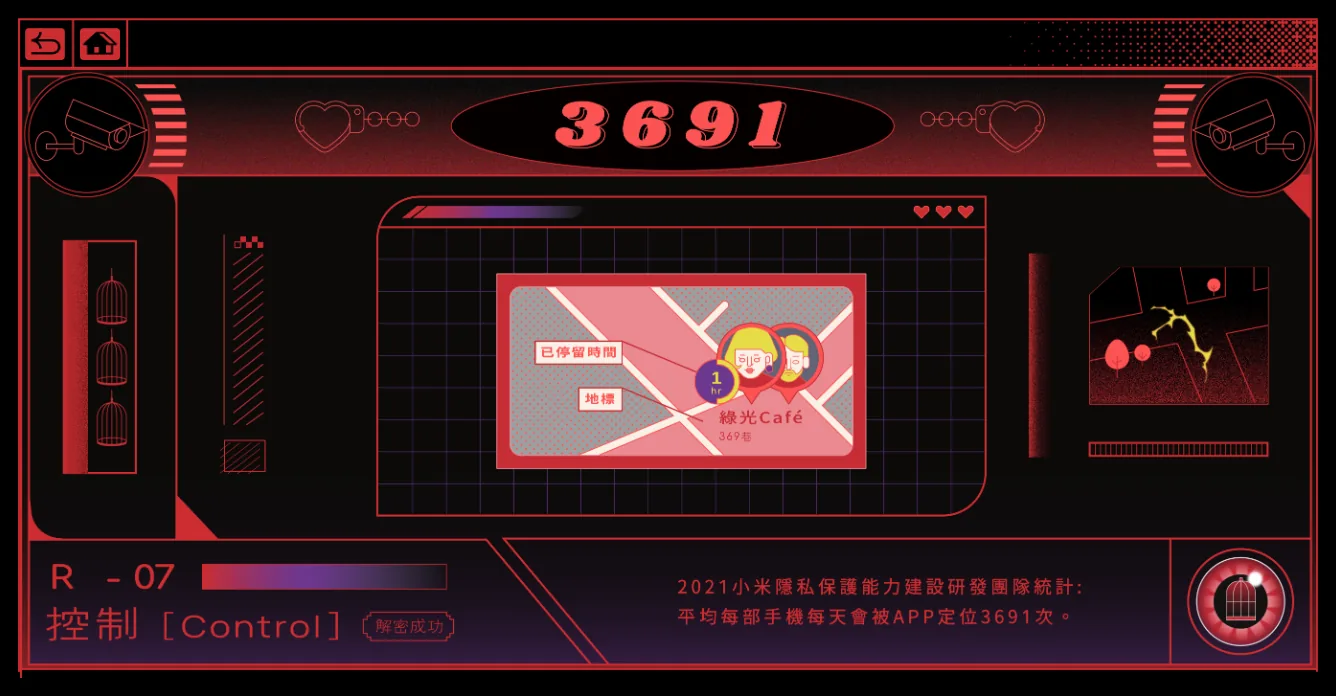 3691
已停留時間
1
hr
地標
綠光Café
369巷
R - 07
控制 [Control] 解密成功
2021小米隱私保護能力建設研發團隊統計:
平均每部手機每天會被APP定位3691次。